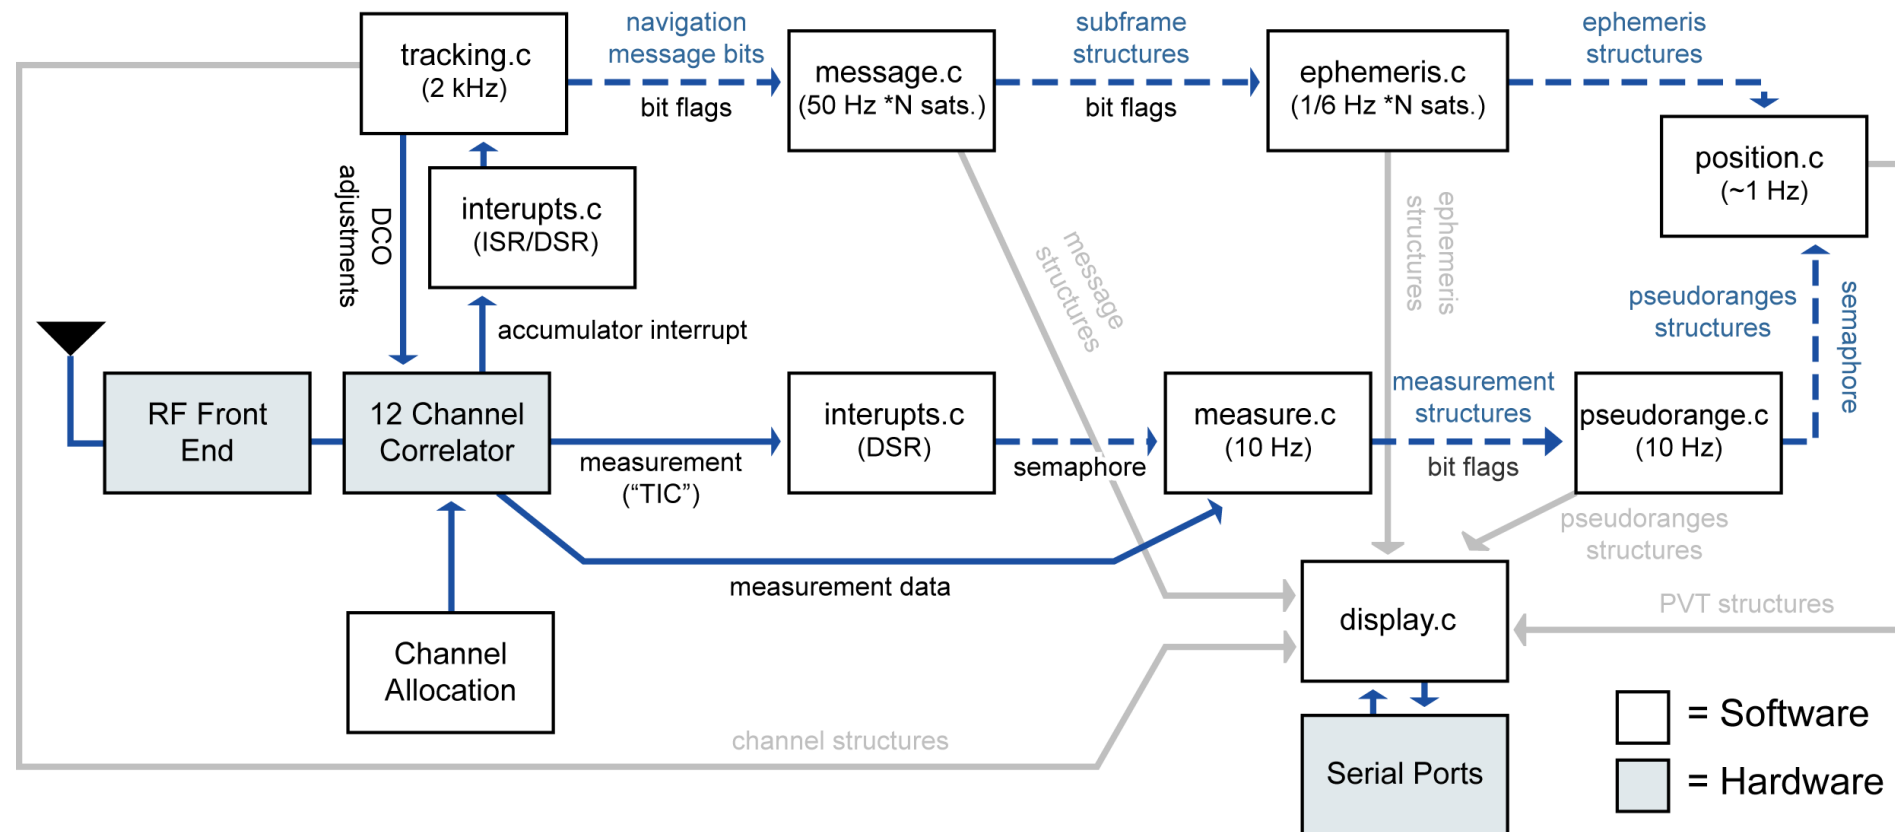 tracking.c
(2 kHz)
navigation
message bits
bit flags
message.c
(50 Hz *N sats.)
subframe
structures
bit flags
ephemeris.c
(1/6 Hz *N sats.)
ephemeris
structures
position.c
(~1 Hz)
DCO
adjustments
interupts.c
(ISR/DSR)
accumulator interrupt
message
structures
ephemeris
structures
pseudoranges
structures
semaphore
RF Front
End
12 Channel
Correlator
measurement
(“TIC”)
interupts.c
(DSR)
semaphore
measure.c
(10 Hz)
measurement
structures
bit flags
pseudorange.c
(10 Hz)
pseudoranges
structures
measurement data
Channel
Allocation
display.c
PVT structures
channel structures
Serial Ports
= Software
= Hardware